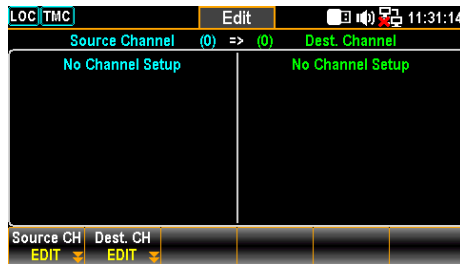 LOC TMC Edit 11:31:14
Source Channel (0) => (0) Dest. Channel
No Channel Setup No Channel Setup
Source CH Dest. CH
EDIT EDIT